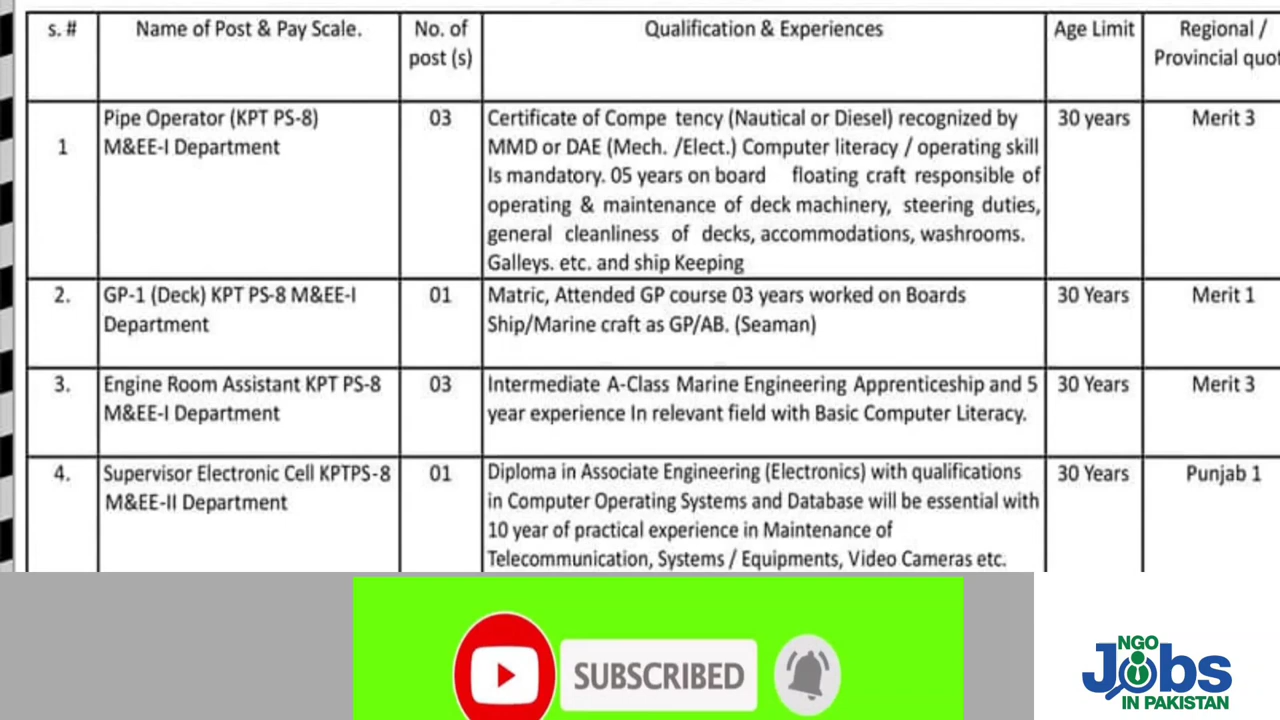 s. # Name of Post & Pay Scale. No. of post (s) Qualification & Experiences Age Limit Regional / Provincial quot
1 Pipe Operator (KPT PS-8) 03 Certificate of Compe tency (Nautical or Diesel) recognized by 30 years Merit 3
M&EE-I Department MMD or DAE (Mech. /Elect.) Computer literacy / operating skill
Is mandatory. 05 years on board floating craft responsible of
operating & maintenance of deck machinery, steering duties,
general cleanliness of decks, accommodations, washrooms.
Galleys. etc. and ship Keeping
2. GP-1 (Deck) KPT PS-8 M&EE-I 01 Matric, Attended GP course 03 years worked on Boards 30 Years Merit 1
Department Ship/Marine craft as GP/AB. (Seaman)
3. Engine Room Assistant KPT PS-8 03 Intermediate A-Class Marine Engineering Apprenticeship and 5 30 Years Merit 3
M&EE-I Department year experience In relevant field with Basic Computer Literacy.
4. Supervisor Electronic Cell KPTPS-8 01 Diploma in Associate Engineering (Electronics) with qualifications 30 Years Punjab 1
M&EE-II Department in Computer Operating Systems and Database will be essential with
10 year of practical experience in Maintenance of
Telecommunication, Systems / Equipments, Video Cameras etc.
SUBSCRIBED
NGO
JObs
IN PAKISTAN